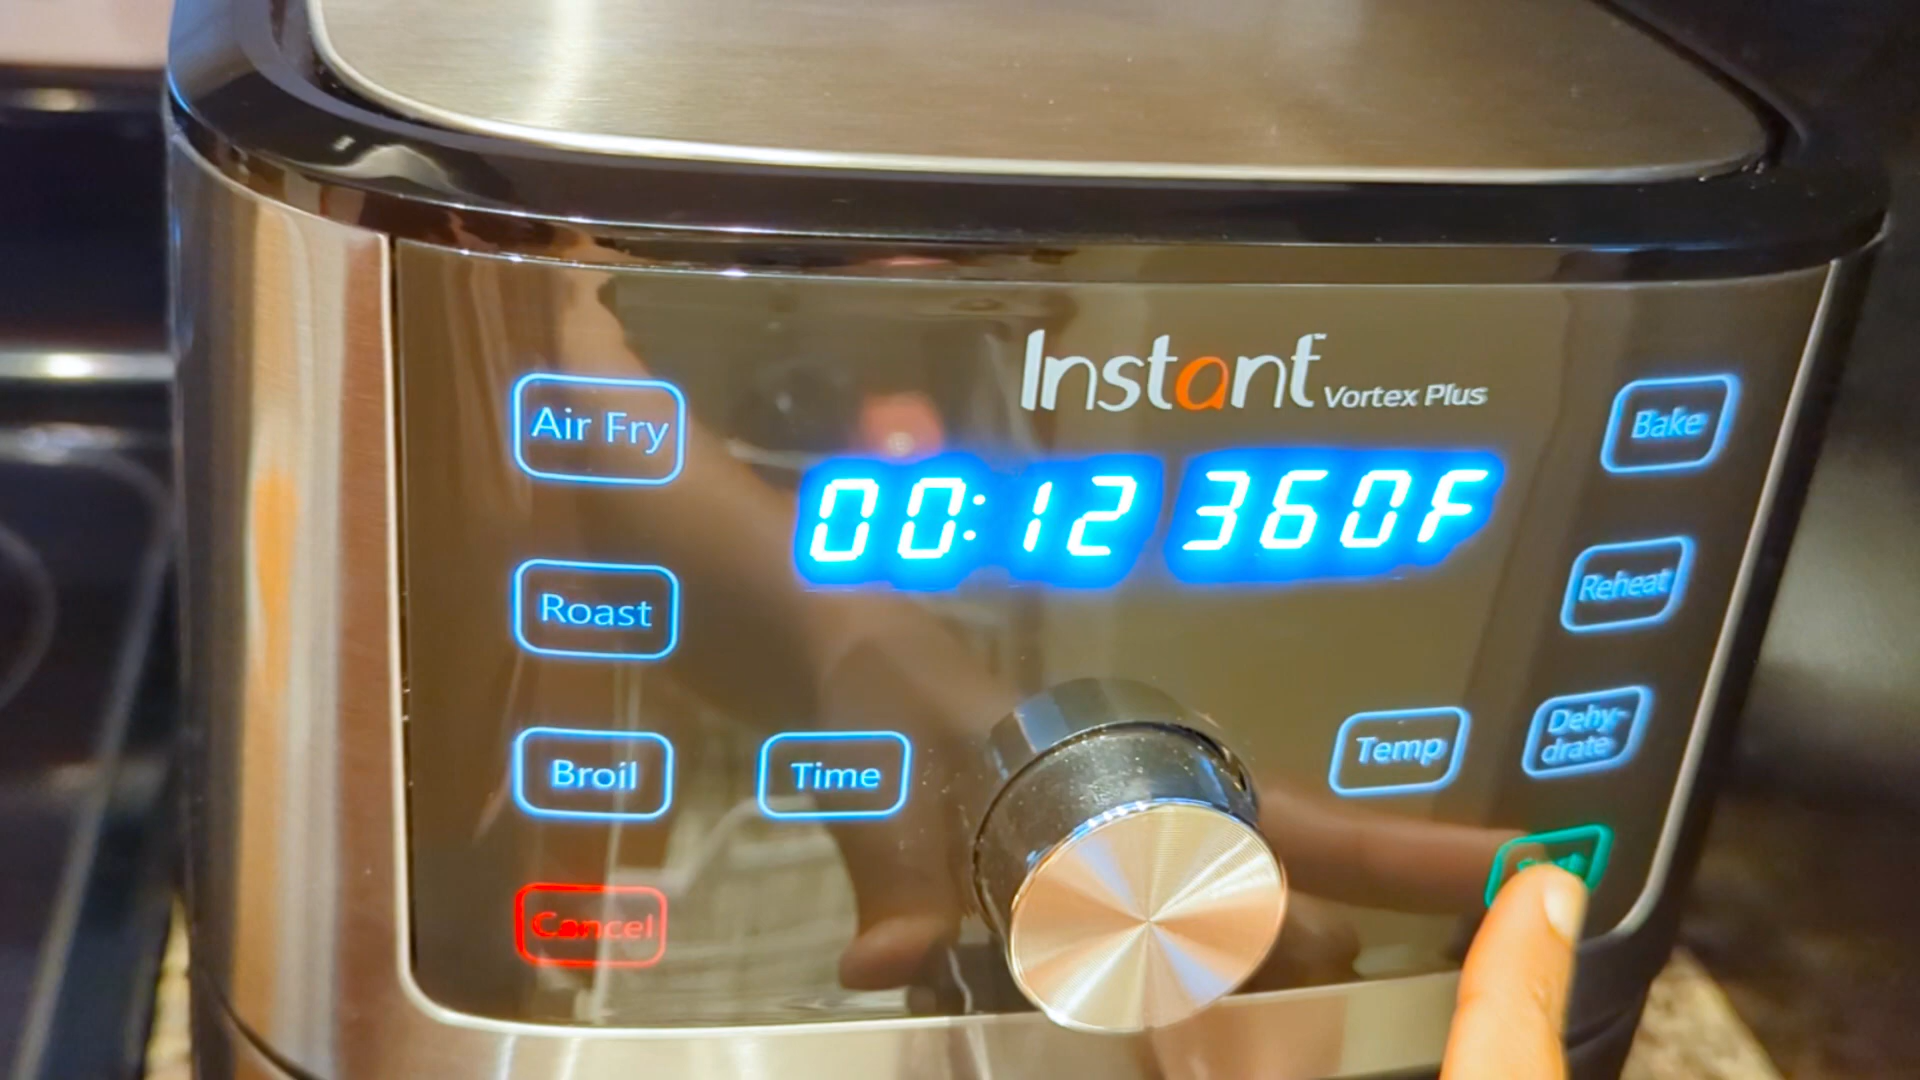 Instant Vortex Plus
Air Fry
Bake
00:12 360F
Roast
Reheat
Broil
Time
Temp
Dehy-
drate
Cancel